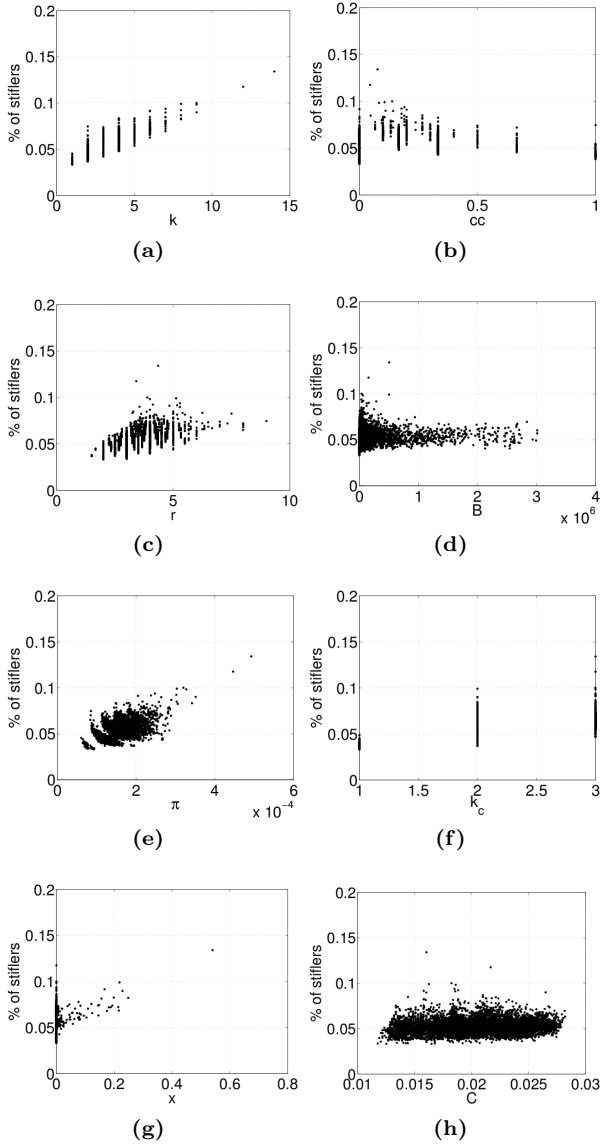 0.2
0.15
0.1
0.05
0
% of stiflers
0 5 10 15
k
(a)
0.2
0.15
0.1
0.05
0
% of stiflers
0 0.5 1
cc
(b)
0.2
0.15
0.1
0.05
0
% of stiflers
0 5 10
r
(c)
0.2
0.15
0.1
0.05
0
% of stiflers
0 1 2 3 4
B
x 10^6
(d)
0.2
0.15
0.1
0.05
0
% of stiflers
0 2 4 6
π
x 10^-4
(e)
0.2
0.15
0.1
0.05
0
% of stiflers
1 1.5 2 2.5 3
k_c
(f)
0.2
0.15
0.1
0.05
0
% of stiflers
0 0.2 0.4 0.6 0.8
x
(g)
0.2
0.15
0.1
0.05
0
% of stiflers
0.01 0.015 0.02 0.025 0.03
C
(h)